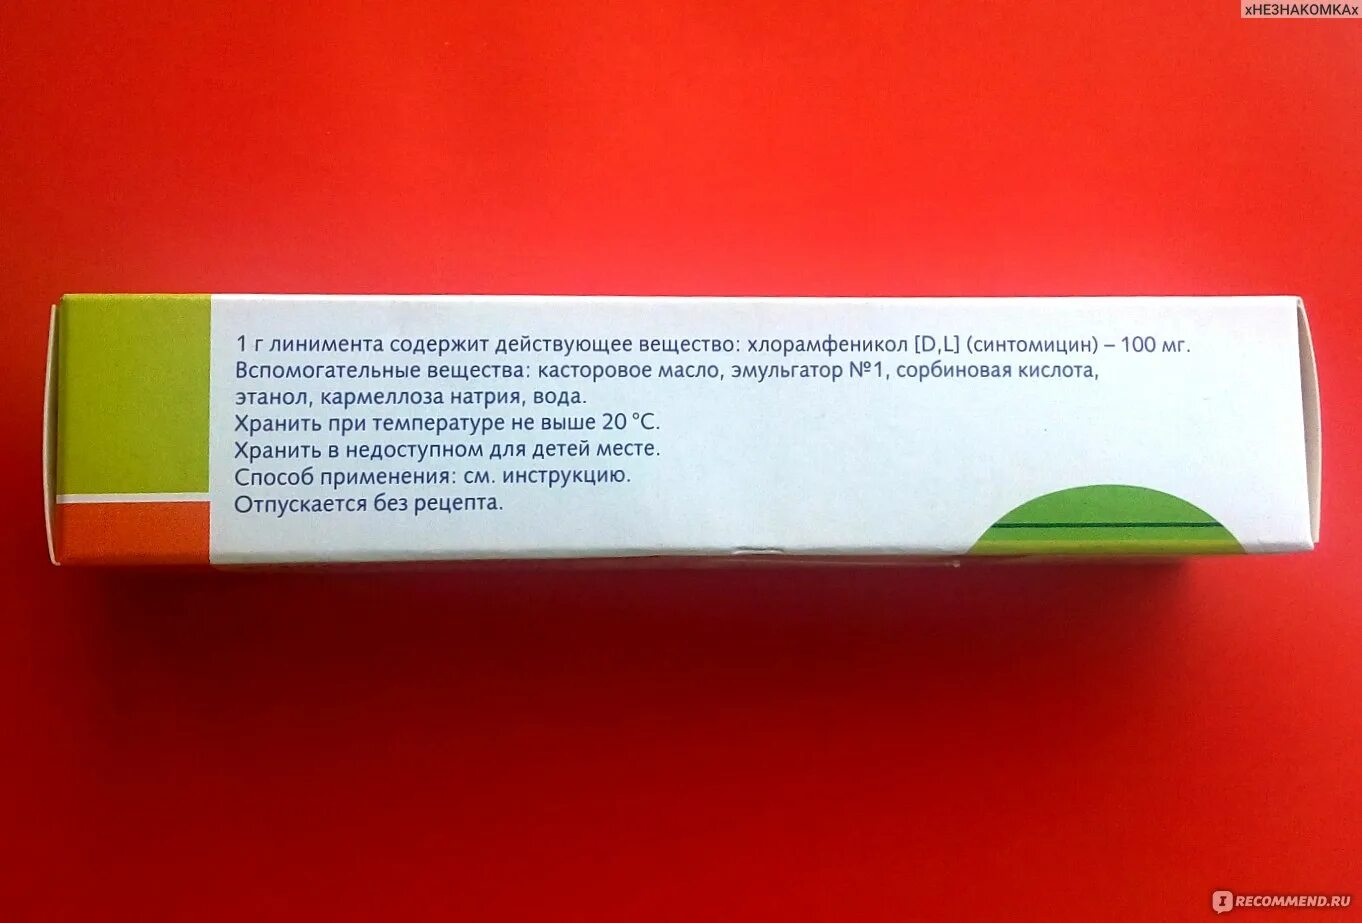 хНЕЗНАКОМКАх
1 г линимента содержит действующее вещество: хлорамфеникол [D,L] (синтомицин) – 100 мг.
Вспомогательные вещества: касторовое масло, эмульгатор №1, сорбиновая кислота,
этанол, кармеллоза натрия, вода.
Хранить при температуре не выше 20 °С.
Хранить в недоступном для детей месте.
Способ применения: см. инструкцию.
Отпускается без рецепта.
IRECOMMEND.RU